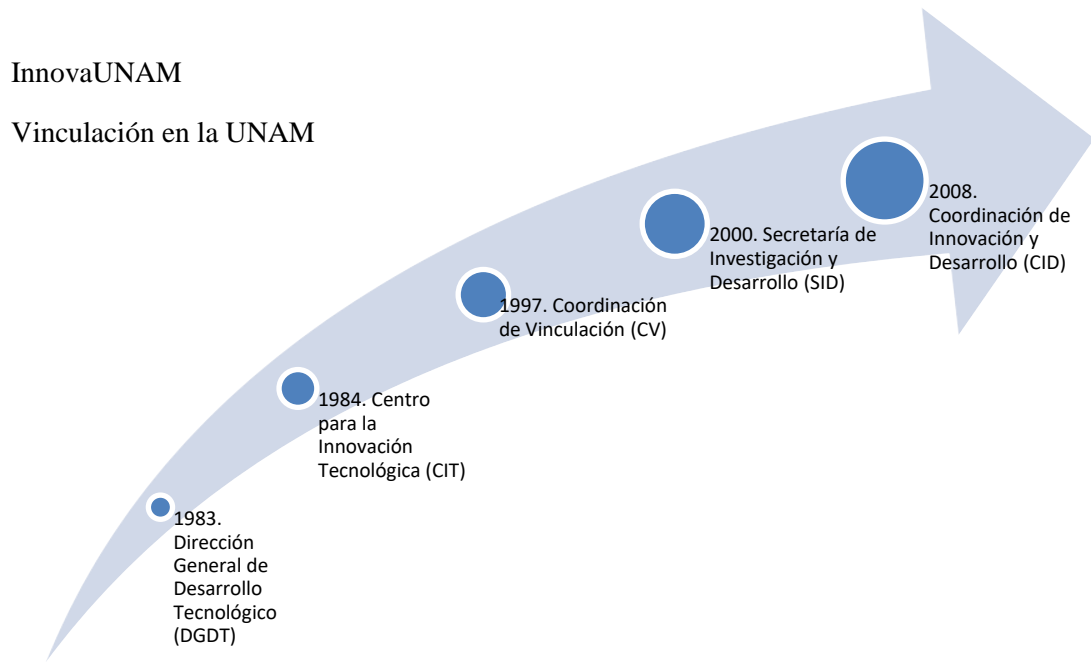 InnovaUNAM
Vinculación en la UNAM
1983.
Dirección
General de
Desarrollo
Tecnológico
(DGDT)
1984. Centro
para la
Innovación
Tecnológica (CIT)
1997. Coordinación
de Vinculación (CV)
2000. Secretaría de
Investigación y
Desarrollo (SID)
2008.
Coordinación de
Innovación y
Desarrollo (CID)